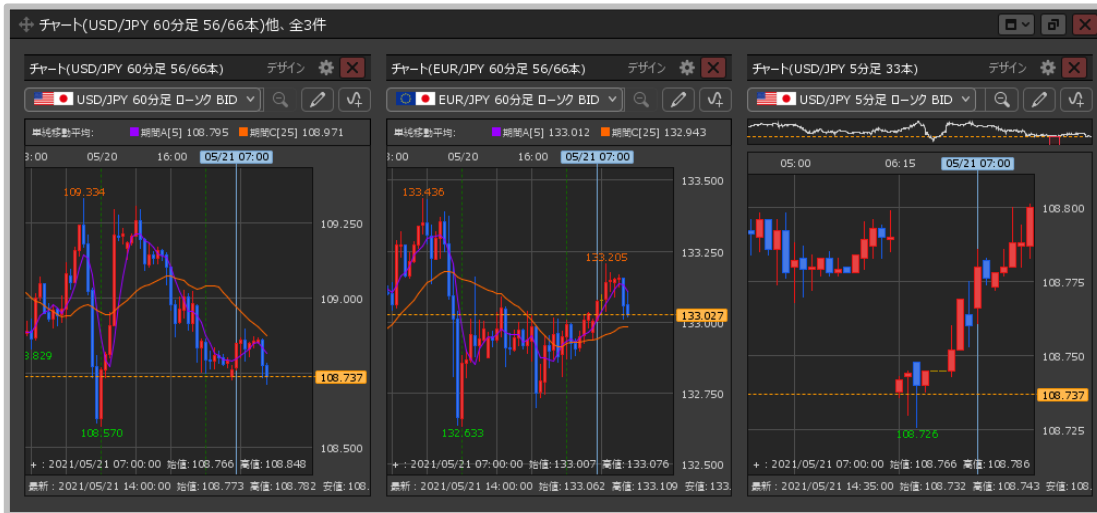 チャート(USD/JPY 60分足 56/66本)他、全3件
チャート(USD/JPY 60分足 56/66本) デザイン
USD/JPY 60分足 ローソク BID
単純移動平均: 期間A[5] 108.795 期間C[25] 108.971
3:00 05/20 16:00 05/21 07:00
109.334
109.250
109.000
3.829
108.737
108.570
108.500
+ : 2021/05/21 07:00:00 始値:108.766 高値:108.848
最新 : 2021/05/21 14:00:00 始値:108.773 高値:108.782 安値:108.
チャート(EUR/JPY 60分足 56/66本) デザイン
EUR/JPY 60分足 ローソク BID
単純移動平均: 期間A[5] 133.012 期間C[25] 132.943
8:00 05/20 16:00 05/21 07:00
133.500
133.436
133.250
133.205
133.027
133.000
132.750
132.633
132.500
+ : 2021/05/21 07:00:00 始値:133.007 高値:133.076
最新 : 2021/05/21 14:00:00 始値:133.062 高値:133.109 安値:133.
チャート(USD/JPY 5分足 33本) デザイン
USD/JPY 5分足 ローソク BID
05:00 06:15 05/21 07:00
108.800
108.775
108.750
108.737
108.726
108.725
+ : 2021/05/21 07:00:00 始値:108.766 高値:108.786
最新 : 2021/05/21 14:35:00 始値:108.732 高値:108.743 安値:108.